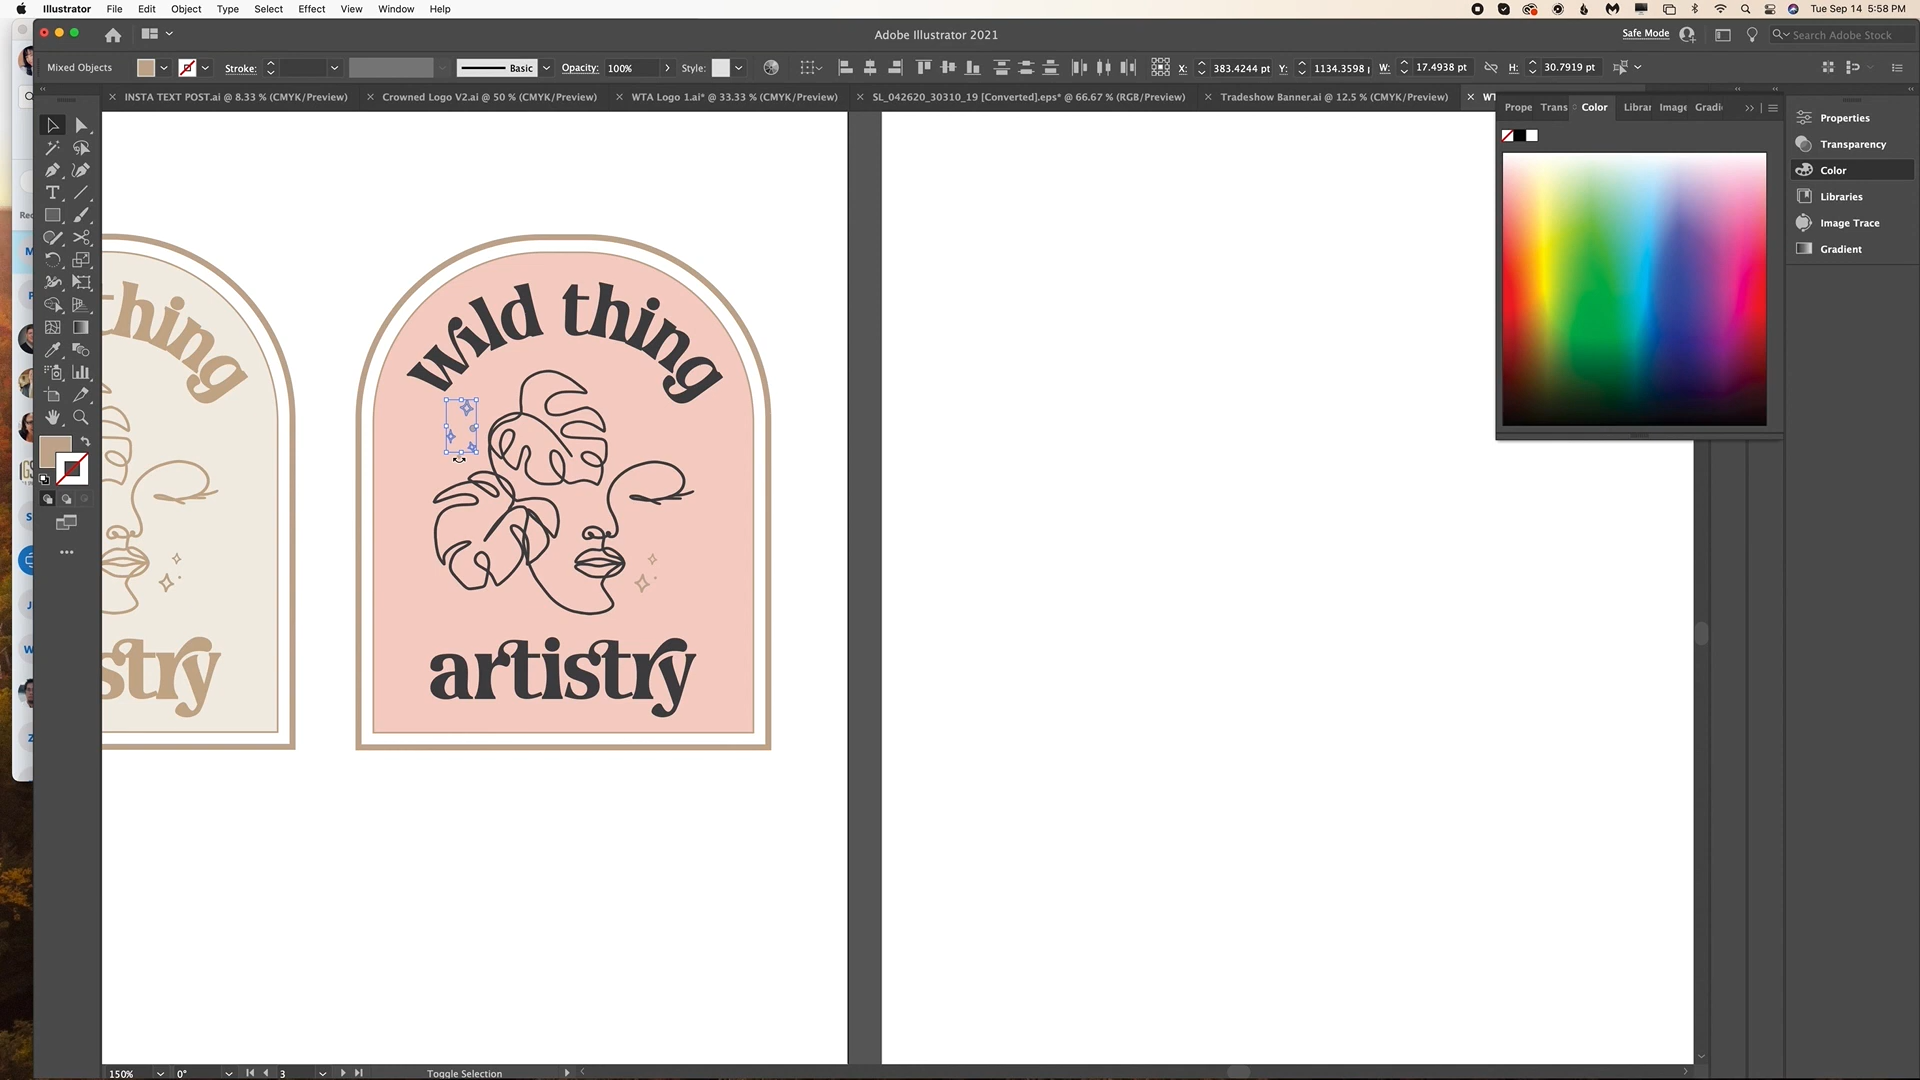 Illustrator File Edit Object Type Select Effect View Window Help
Tue Sep 14 5:58 PM
Adobe Illustrator 2021
Safe Mode
Search Adobe Stock
Mixed Objects
Stroke:
Basic
Opacity: 100%
Style:
X: 383.4244 pt Y: 1134.3598 W: 17.4938 pt H: 30.7919 pt
INSTA TEXT POST.ai @ 8.33 % (CMYK/Preview)
Crowned Logo V2.ai @ 50 % (CMYK/Preview)
WTA Logo 1.ai* @ 33.33 % (CMYK/Preview)
SL_042620_30310_19 [Converted].eps* @ 66.67 % (RGB/Preview)
Tradeshow Banner.ai @ 12.5 % (CMYK/Preview)
WT
Prope Trans Color Librar Image Gradi
Properties
Transparency
Color
Libraries
Image Trace
Gradient
Rec
thing
stry
Wild thing
artistry
150% 0° 3 Toggle Selection